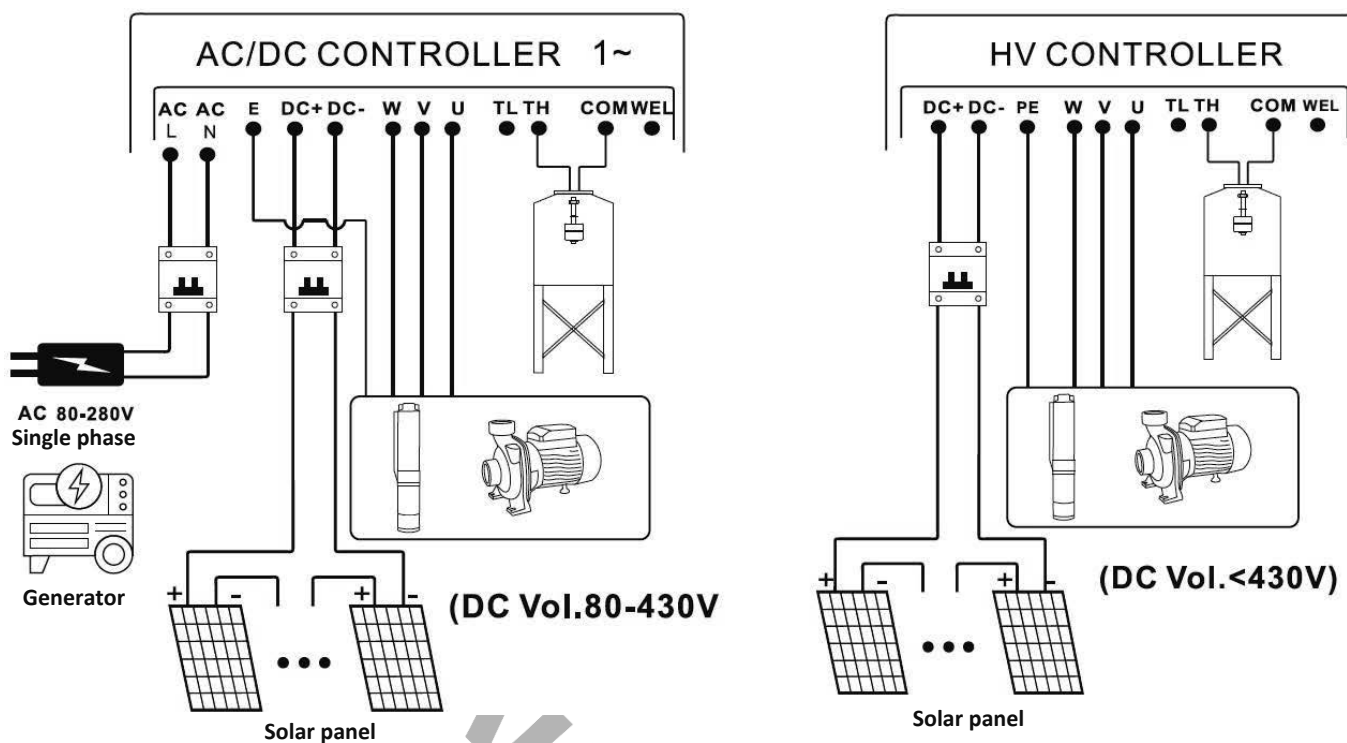 AC/DC CONTROLLER 1~
AC AC E DC+ DC- W V U TL TH COM WEL
L N
AC 80-280V
Single phase
Generator
+ - + -
(DC Vol.80-430V
Solar panel
HV CONTROLLER
DC+ DC- PE W V U TL TH COM WEL
+ - + -
(DC Vol.<430V)
Solar panel